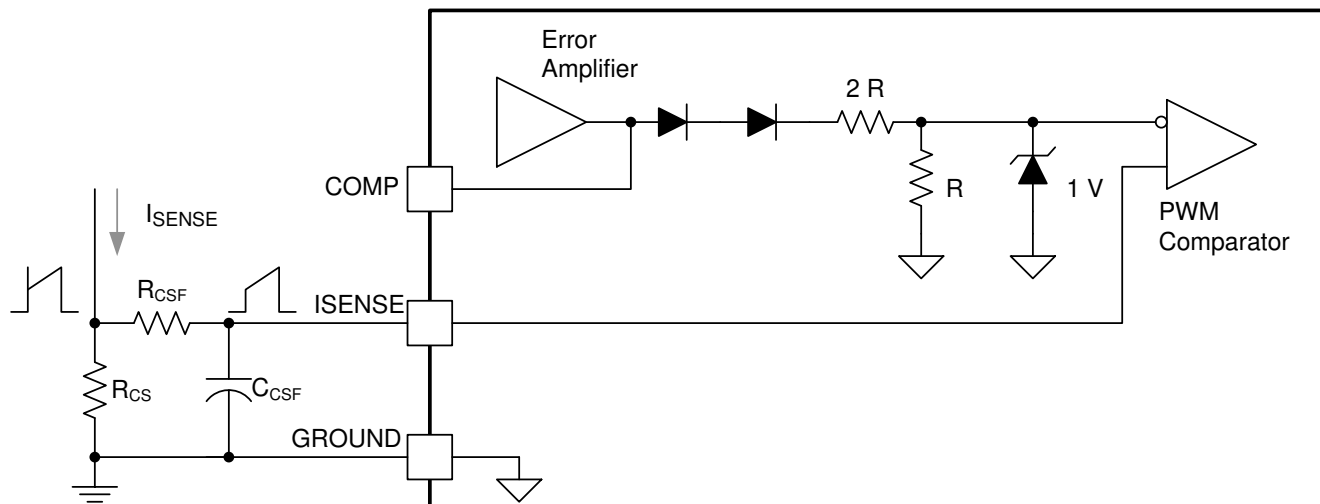 Error
Amplifier
2 R
COMP
R
1 V
PWM
Comparator
ISENSE
RCSF
ISENSE
RCS
CCSF
GROUND